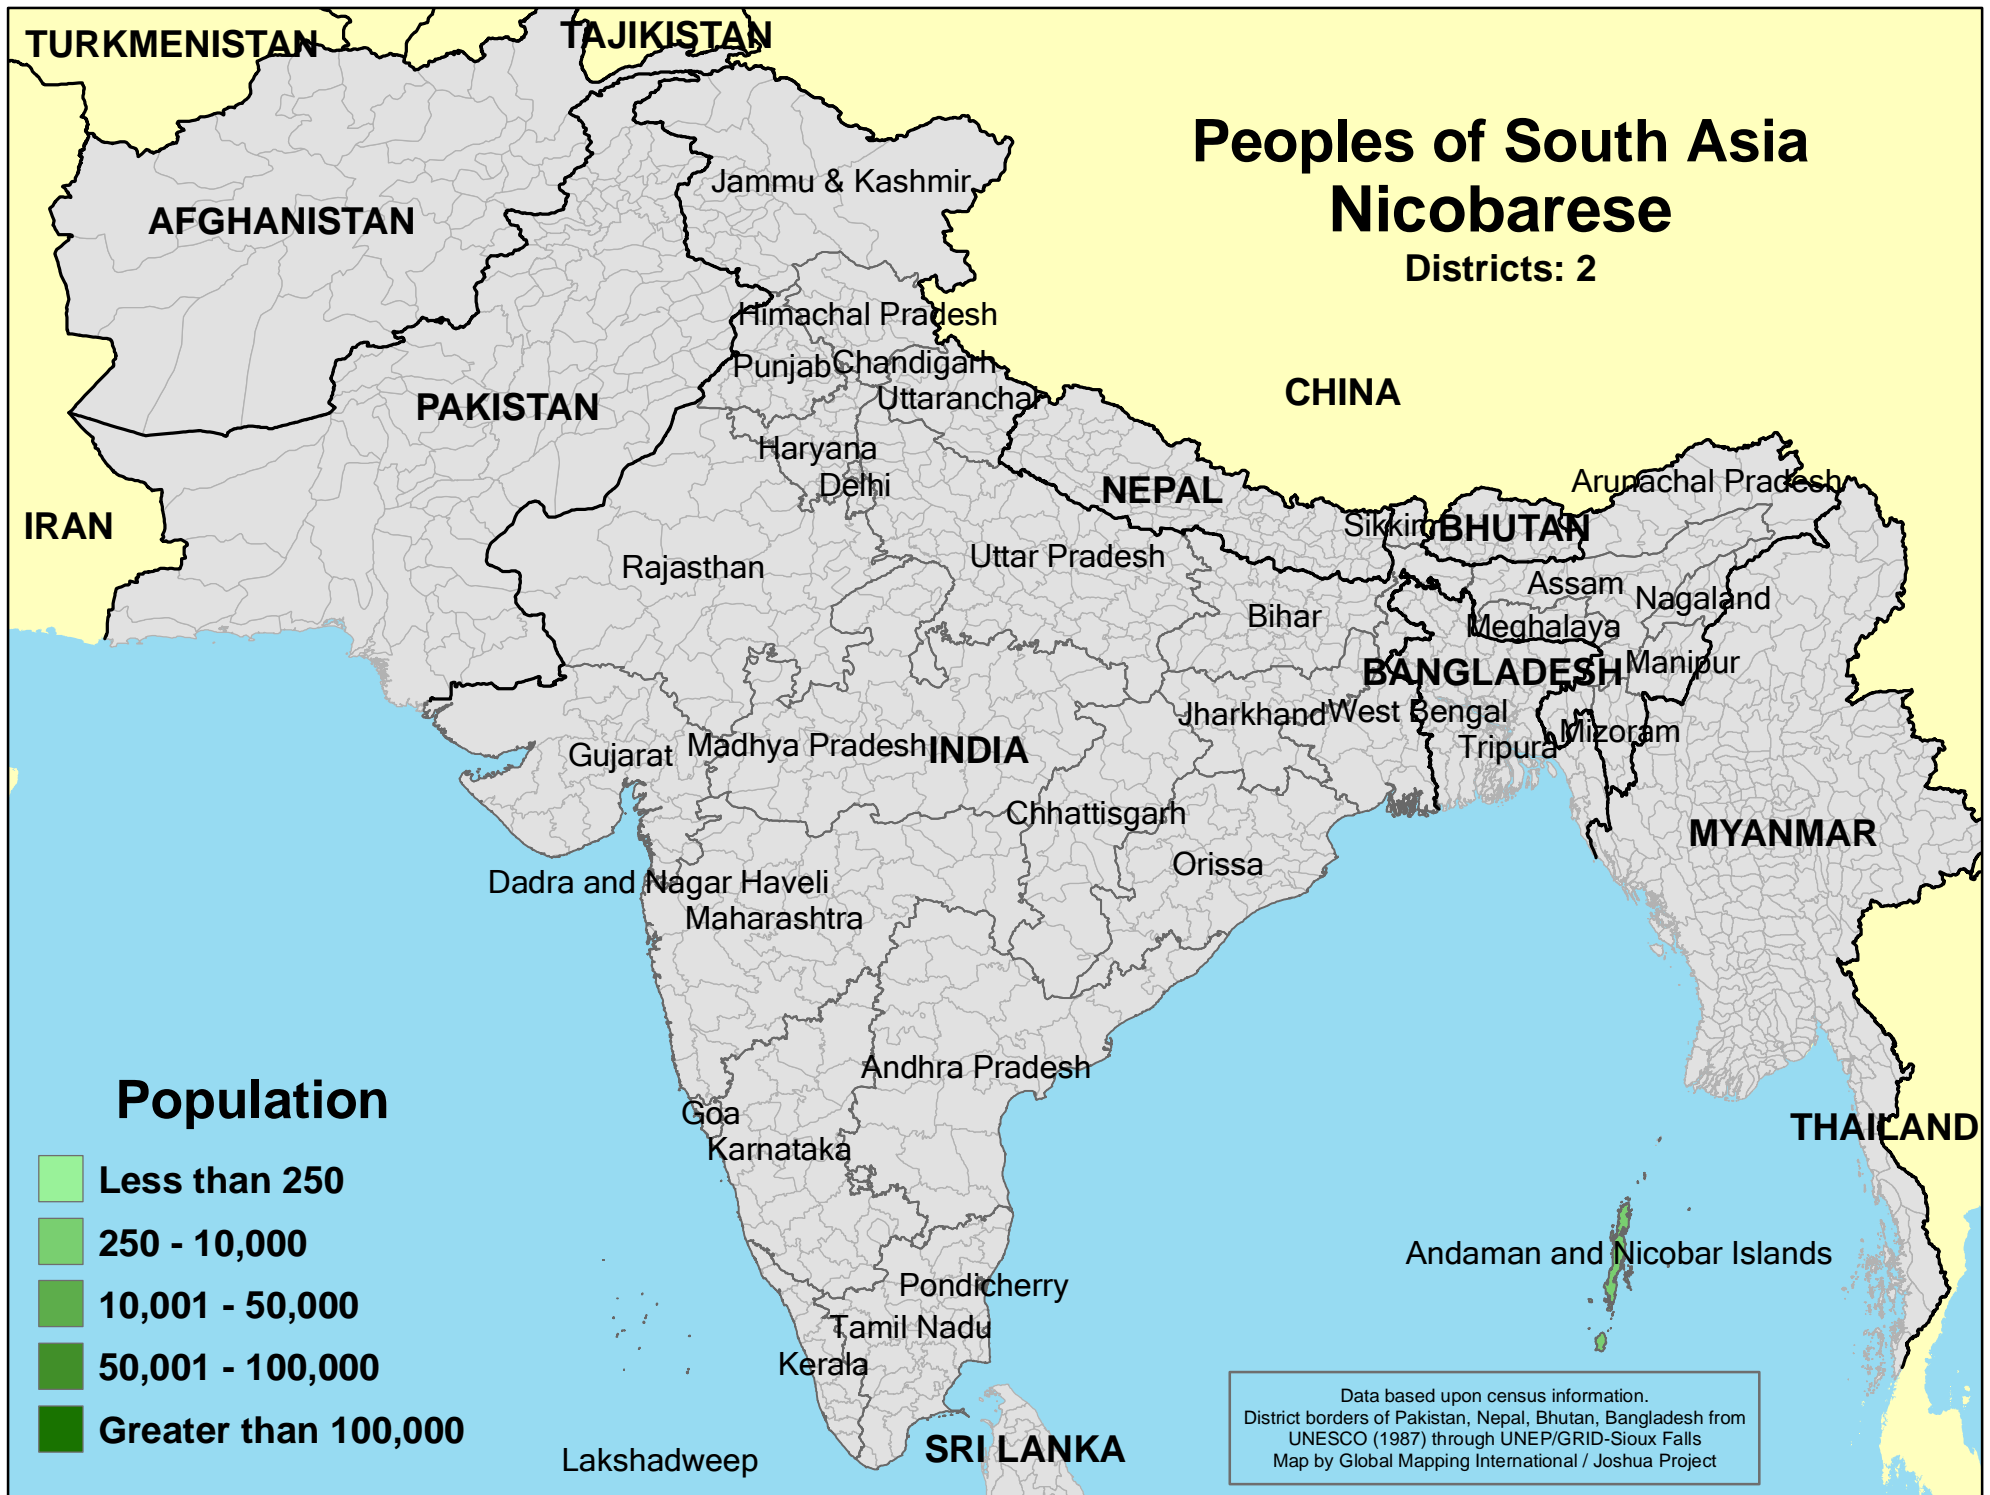 TURKMENISTAN
TAJIKISTAN
Peoples of South Asia
Nicobarese
Districts: 2
Jammu & Kashmir
AFGHANISTAN
Himachal Pradesh
Punjab
Chandigarh
Uttaranchal
CHINA
PAKISTAN
Haryana
Delhi
NEPAL
Arunachal Pradesh
IRAN
Sikkim
BHUTAN
Rajasthan
Uttar Pradesh
Assam
Nagaland
Bihar
Meghalaya
BANGLADESH
Manipur
Jharkhand
West Bengal
Mizoram
Tripura
Gujarat
Madhya Pradesh
INDIA
Chhattisgarh
MYANMAR
Orissa
Dadra and Nagar Haveli
Maharashtra
Andhra Pradesh
Goa
Karnataka
THAILAND
Andaman and Nicobar Islands
Pondicherry
Tamil Nadu
Kerala
Lakshadweep
SRI LANKA
Population
Less than 250
250 - 10,000
10,001 - 50,000
50,001 - 100,000
Greater than 100,000
Data based upon census information.
District borders of Pakistan, Nepal, Bhutan, Bangladesh from
UNESCO (1987) through UNEP/GRID-Sioux Falls
Map by Global Mapping International / Joshua Project